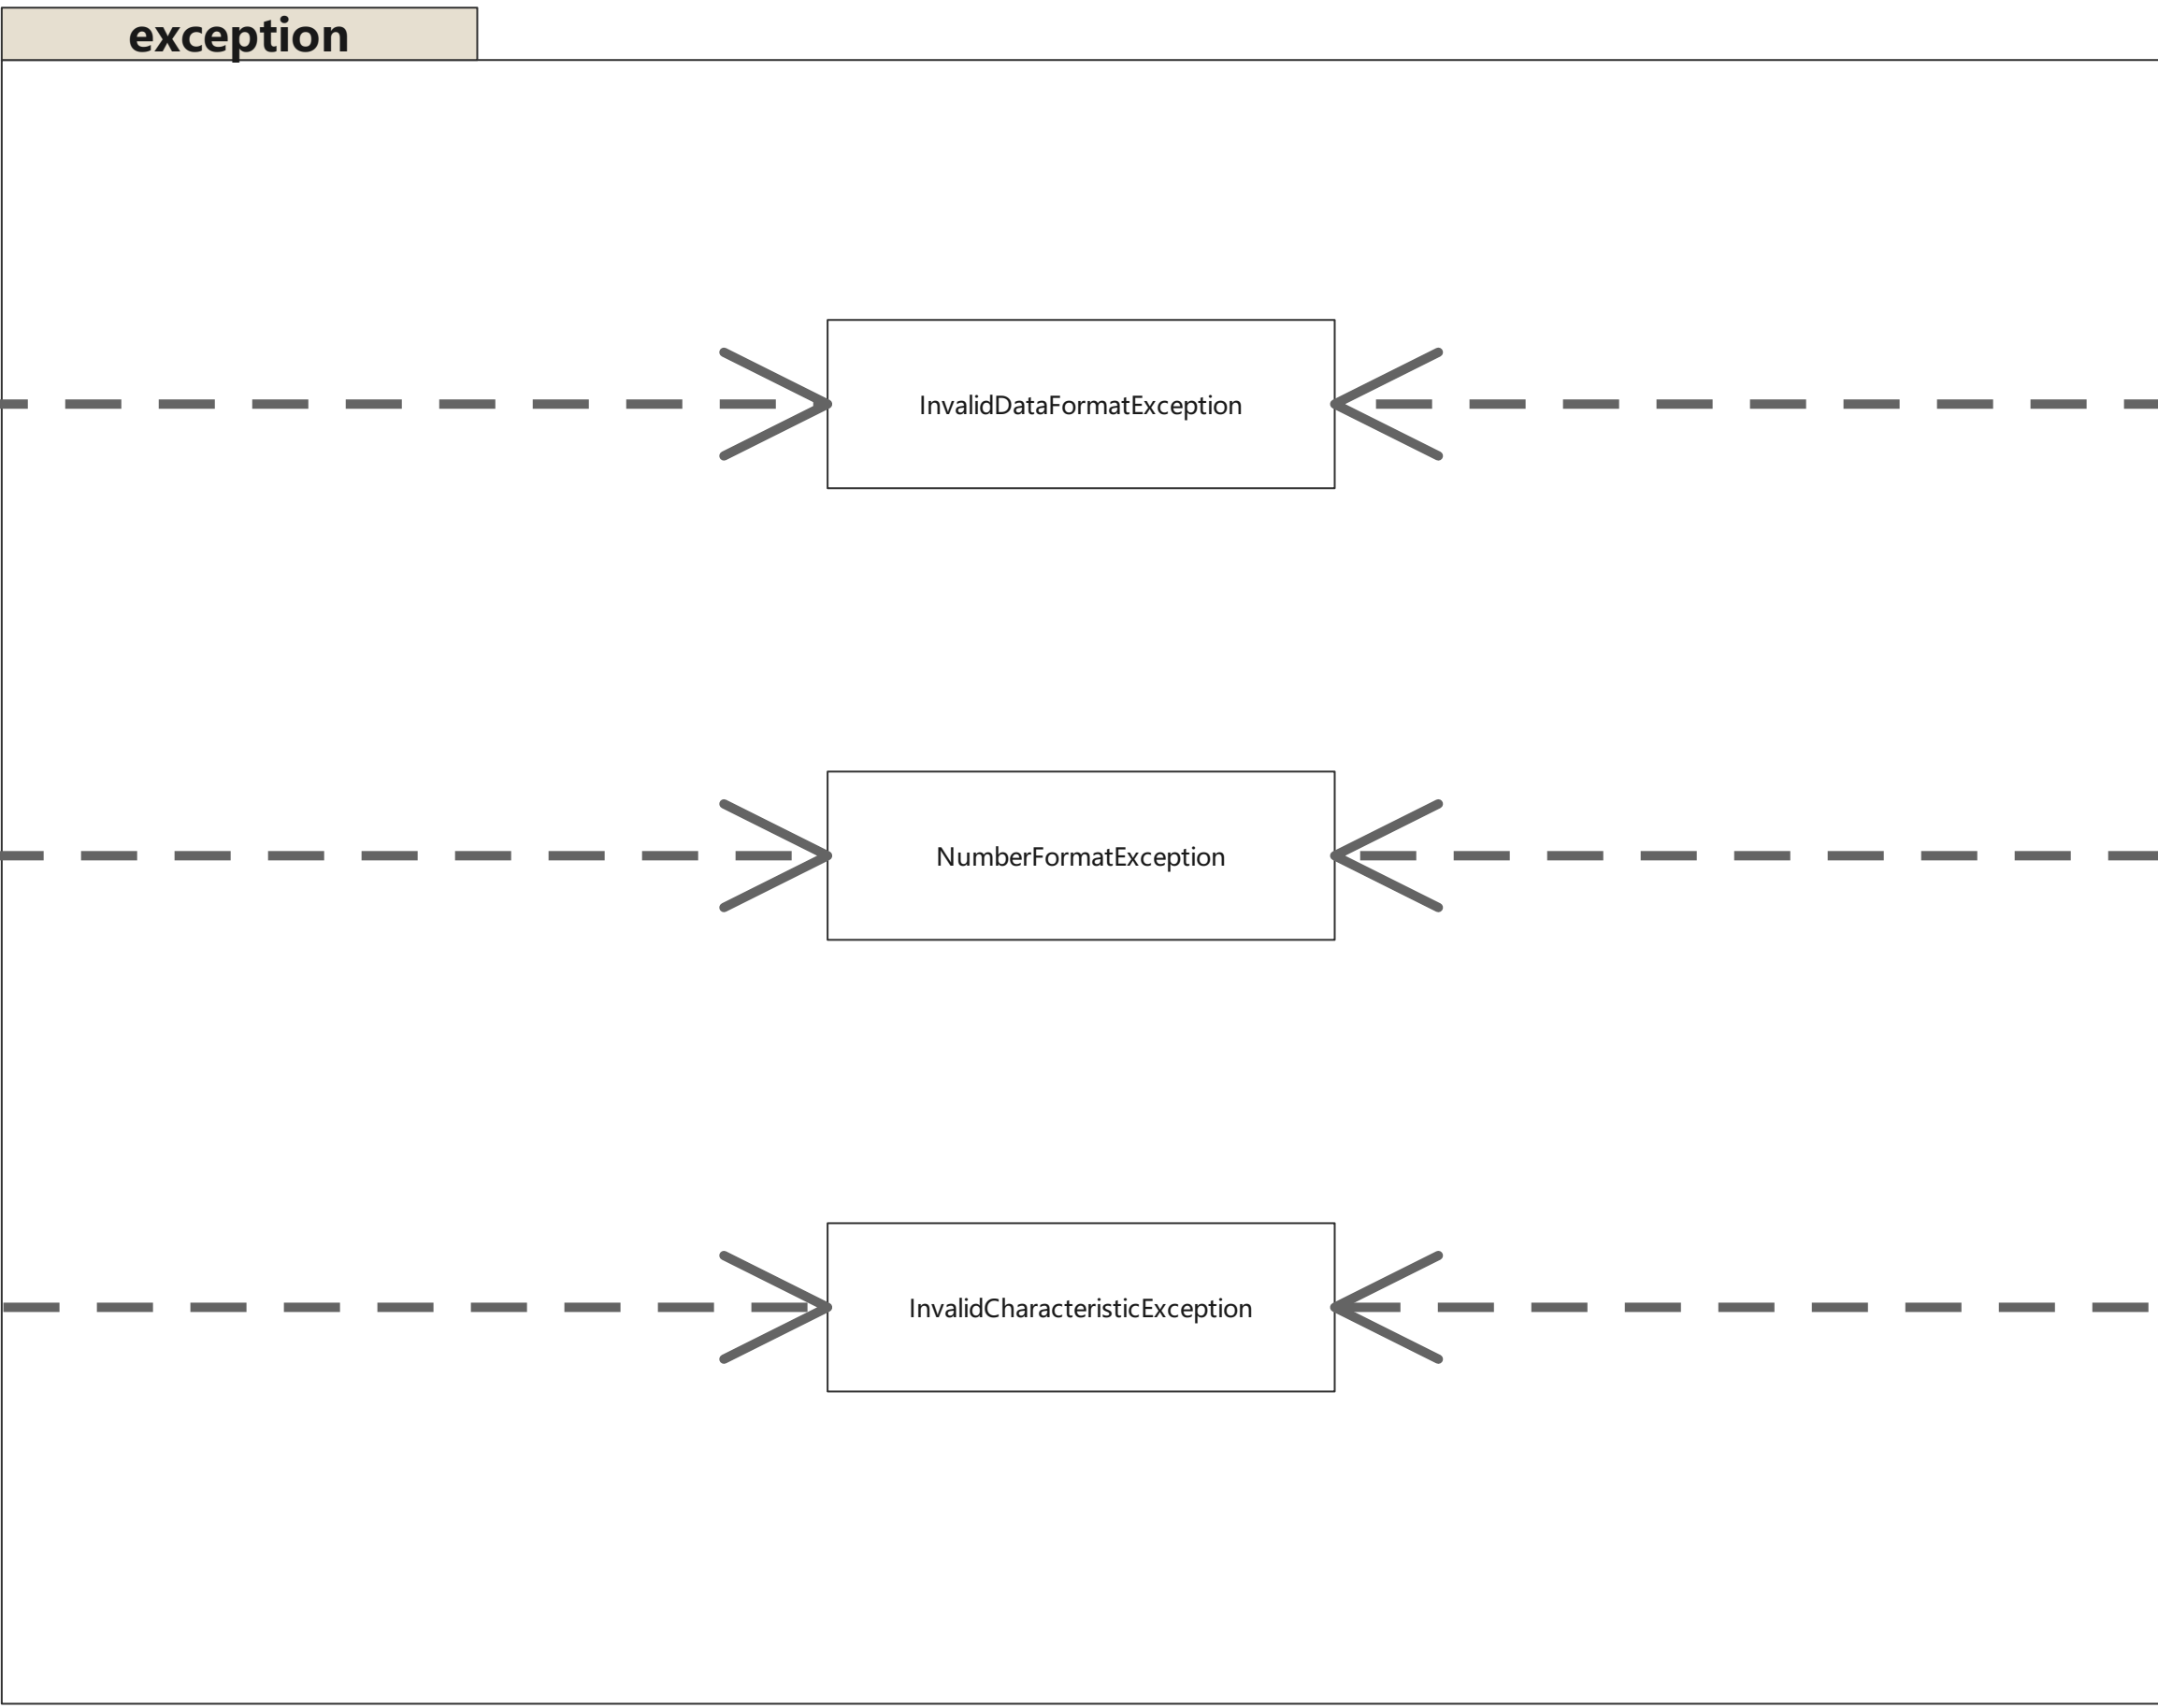 exception
InvalidDataFormatException
NumberFormatException
InvalidCharacteristicException